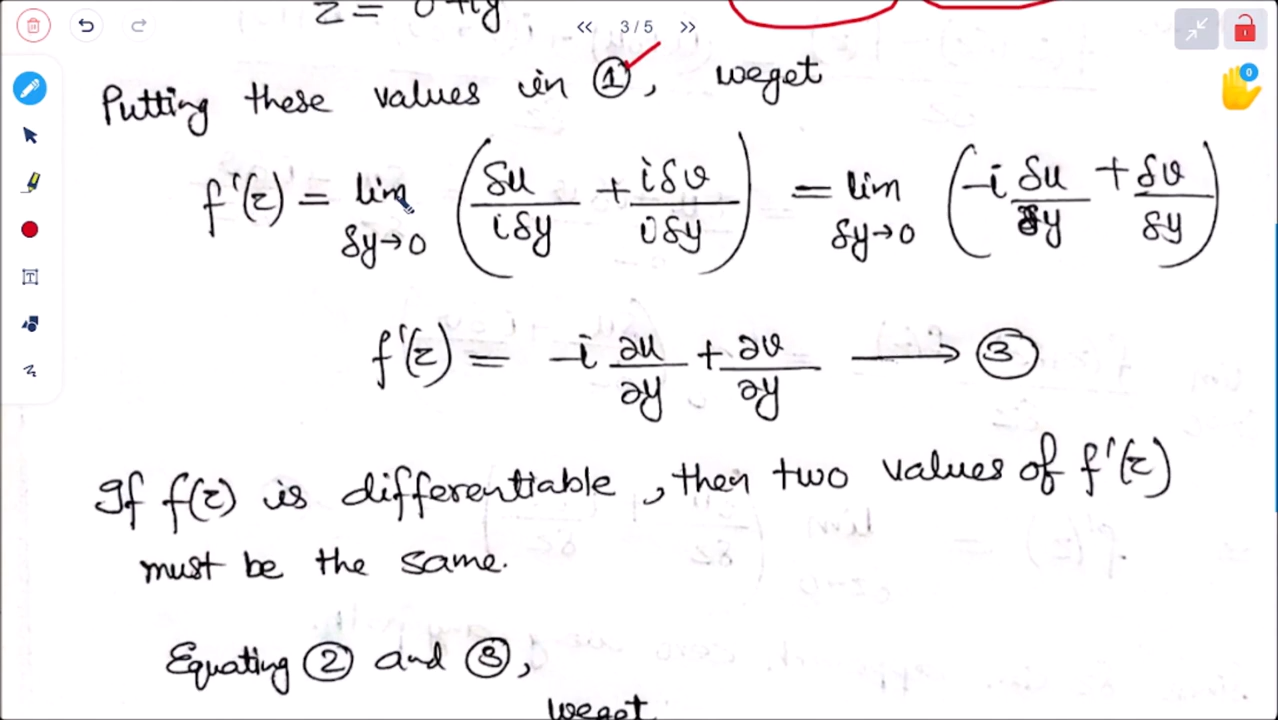 z = 0+iy
3 / 5
Putting these values in ①, weget
0
f'(z) = lim δy→0 (δu/iδy + iδv/iδy) = lim δy→0 (-i δu/δy + δv/δy)
f'(z) = -i ∂u/∂y + ∂v/∂y → ③
If f(z) is differentiable, then two values of f'(z)
must be the same.
Equating ② and ③,
weget